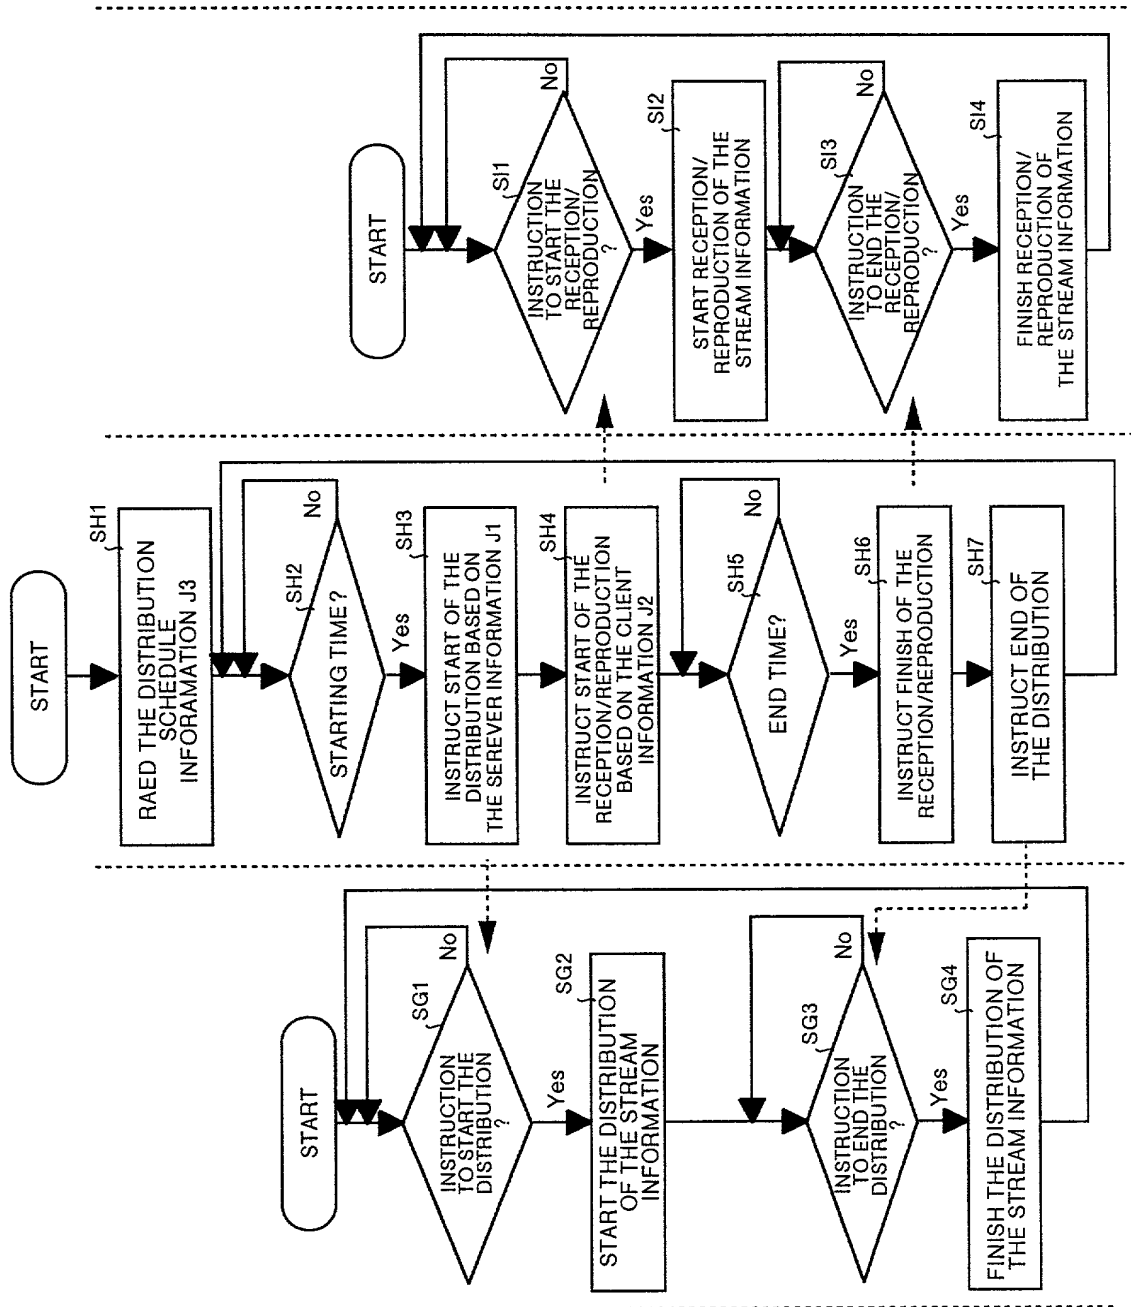 START
SG1
INSTRUCTION
TO START THE
DISTRIBUTION
?
No
Yes
SG2
START THE DISTRIBUTION
OF THE STREAM
INFORMATION
SG3
INSTRUCTION
TO END THE
DISTRIBUTION
?
No
Yes
SG4
FINISH THE DISTRIBUTION OF
THE STREAM INFORMATION
START
SH1
RAED THE DISTRIBUTION
SCHEDULE
INFORAMATION J3
SH2
STARTING TIME?
No
Yes
SH3
INSTRUCT START OF THE
DISTRIBUTION BASED ON
THE SEREVER INFORMATION J1
SH4
INSTRUCT START OF THE
RECEPTION/REPRODUCTION
BASED ON THE CLIENT
INFORMATION J2
SH5
END TIME?
No
Yes
SH6
INSTRUCT FINISH OF THE
RECEPTION/REPRODUCTION
SH7
INSTRUCT END OF
THE DISTRIBUTION
START
SI1
INSTRUCTION
TO START THE
RECEPTION/
REPRODUCTION
?
No
Yes
SI2
START RECEPTION/
REPRODUCTION OF THE
STREAM INFORMATION
SI3
INSTRUCTION
TO END THE
RECEPTION/
REPRODUCTION
?
No
Yes
SI4
FINISH RECEPTION/
REPRODUCTION OF
THE STREAM INFORMATION